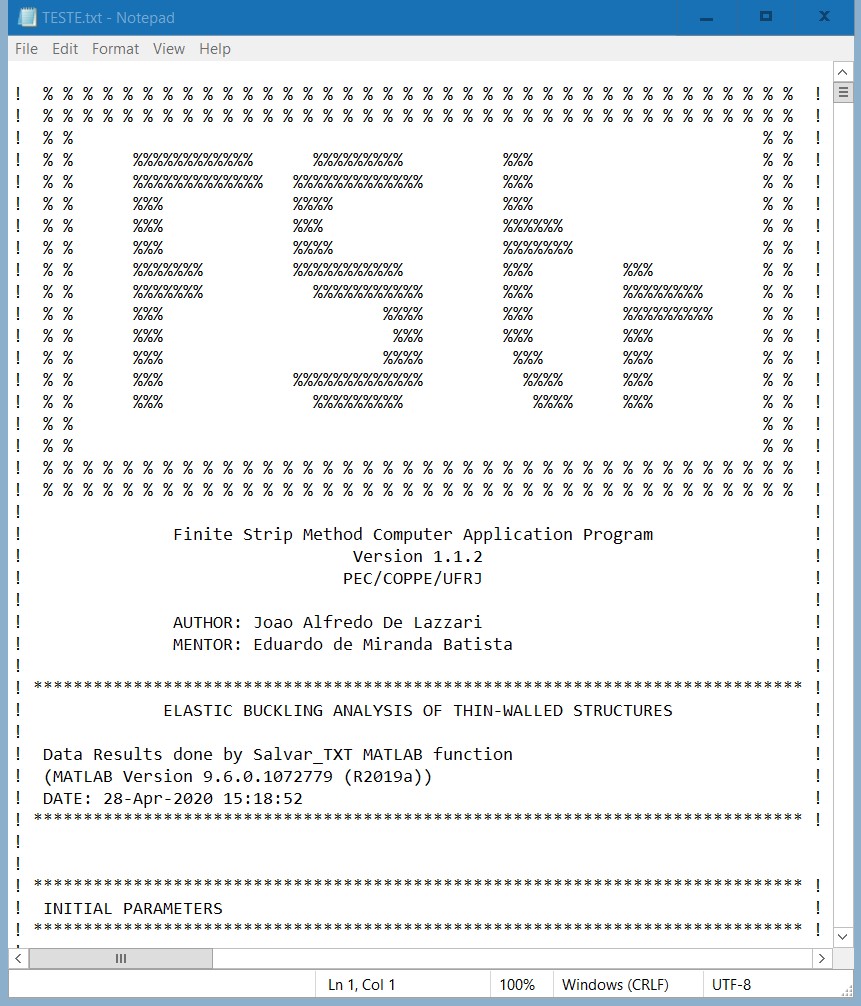 TESTE.txt - Notepad
File Edit Format View Help
! % % % % % % % % % % % % % % % % % % % % % % % % % % % % % % % % % % % % % % !
! % % % % % % % % % % % % % % % % % % % % % % % % % % % % % % % % % % % % % % !
! % % % % !
! % % %%%%%%%%%%%% %%%%%%%%% %%% % % !
! % % %%%%%%%%%%%%% %%%%%%%%%%%%% %%% % % !
! % % %%% %%%% %%% % % !
! % % %%% %%% %%%%%% % % !
! % % %%% %%%% %%%%%%% % % !
! % % %%%%%%% %%%%%%%%%%% %%% %%% % % !
! % % %%%%%%% %%%%%%%%%%% %%% %%%%%%%% % % !
! % % %%% %%%% %%% %%%%%%%%% % % !
! % % %%% %%% %%% %%% % % !
! % % %%% %%%% %%% %%% % % !
! % % %%% %%%%%%%%%%%%% %%%% %%% % % !
! % % %%% %%%%%%%%% %%%% %%% % % !
! % % % % !
! % % % % !
! % % % % % % % % % % % % % % % % % % % % % % % % % % % % % % % % % % % % % % !
! % % % % % % % % % % % % % % % % % % % % % % % % % % % % % % % % % % % % % % !
! !
! Finite Strip Method Computer Application Program !
! Version 1.1.2 !
! PEC/COPPE/UFRJ !
! !
! AUTHOR: Joao Alfredo De Lazzari !
! MENTOR: Eduardo de Miranda Batista !
! !
! ***************************************************************************** !
! ELASTIC BUCKLING ANALYSIS OF THIN-WALLED STRUCTURES !
! !
! Data Results done by Salvar_TXT MATLAB function !
! (MATLAB Version 9.6.0.1072779 (R2019a)) !
! DATE: 28-Apr-2020 15:18:52 !
! ***************************************************************************** !
!
!
! ***************************************************************************** !
! INITIAL PARAMETERS !
! ***************************************************************************** !
Ln 1, Col 1 100% Windows (CRLF) UTF-8